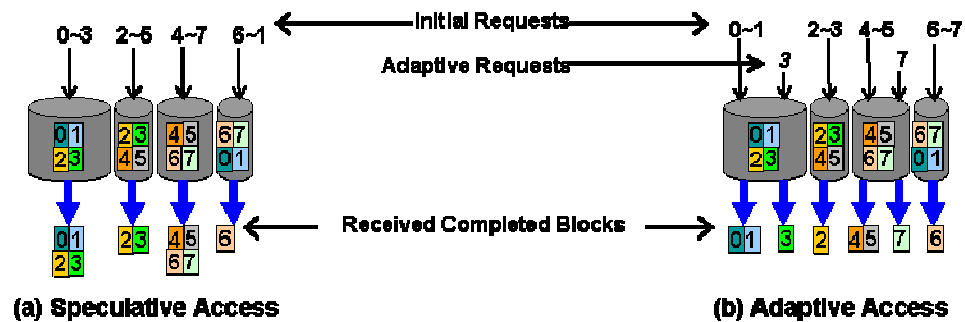 Initial Requests
0~3 2~5 4~7 6~1 0~1 2~3 4~5 6~7
Adaptive Requests 3 7
0 1 2 3 4 5 6 7 0 1 2 3 4 5 6 7
2 3 4 5 6 7 0 1 2 3 4 5 6 7 0 1
Received Completed Blocks
0 1 2 3 4 5 6 0 1 3 2 4 5 7 6
2 3 6 7
(a) Speculative Access (b) Adaptive Access